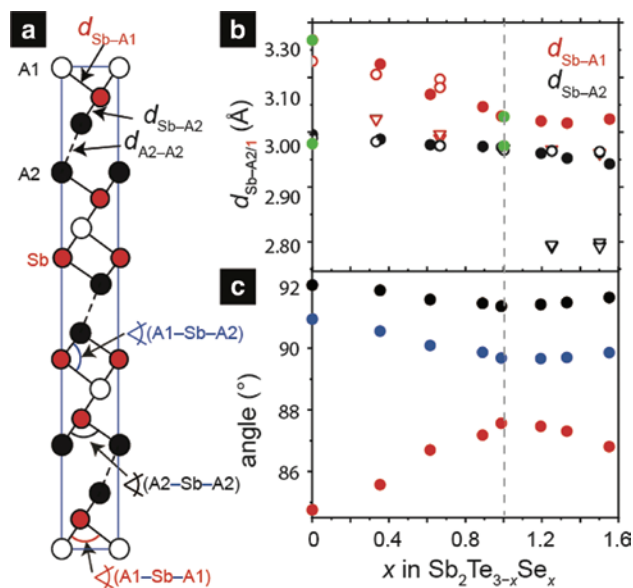 a
d_Sb–A1
A1
d_Sb–A2
d_A2–A2
A2
Sb
∢(A1–Sb–A2)
∢(A2–Sb–A2)
∢(A1–Sb–A1)
b
d_Sb–A2/1 (Å)
3.30
3.10
3.00
2.90
2.80
d_Sb–A1
d_Sb–A2
c
angle (°)
92
90
88
86
0
0.4
0.8
1.2
1.6
x in Sb₂Te₃₋ₓSeₓ